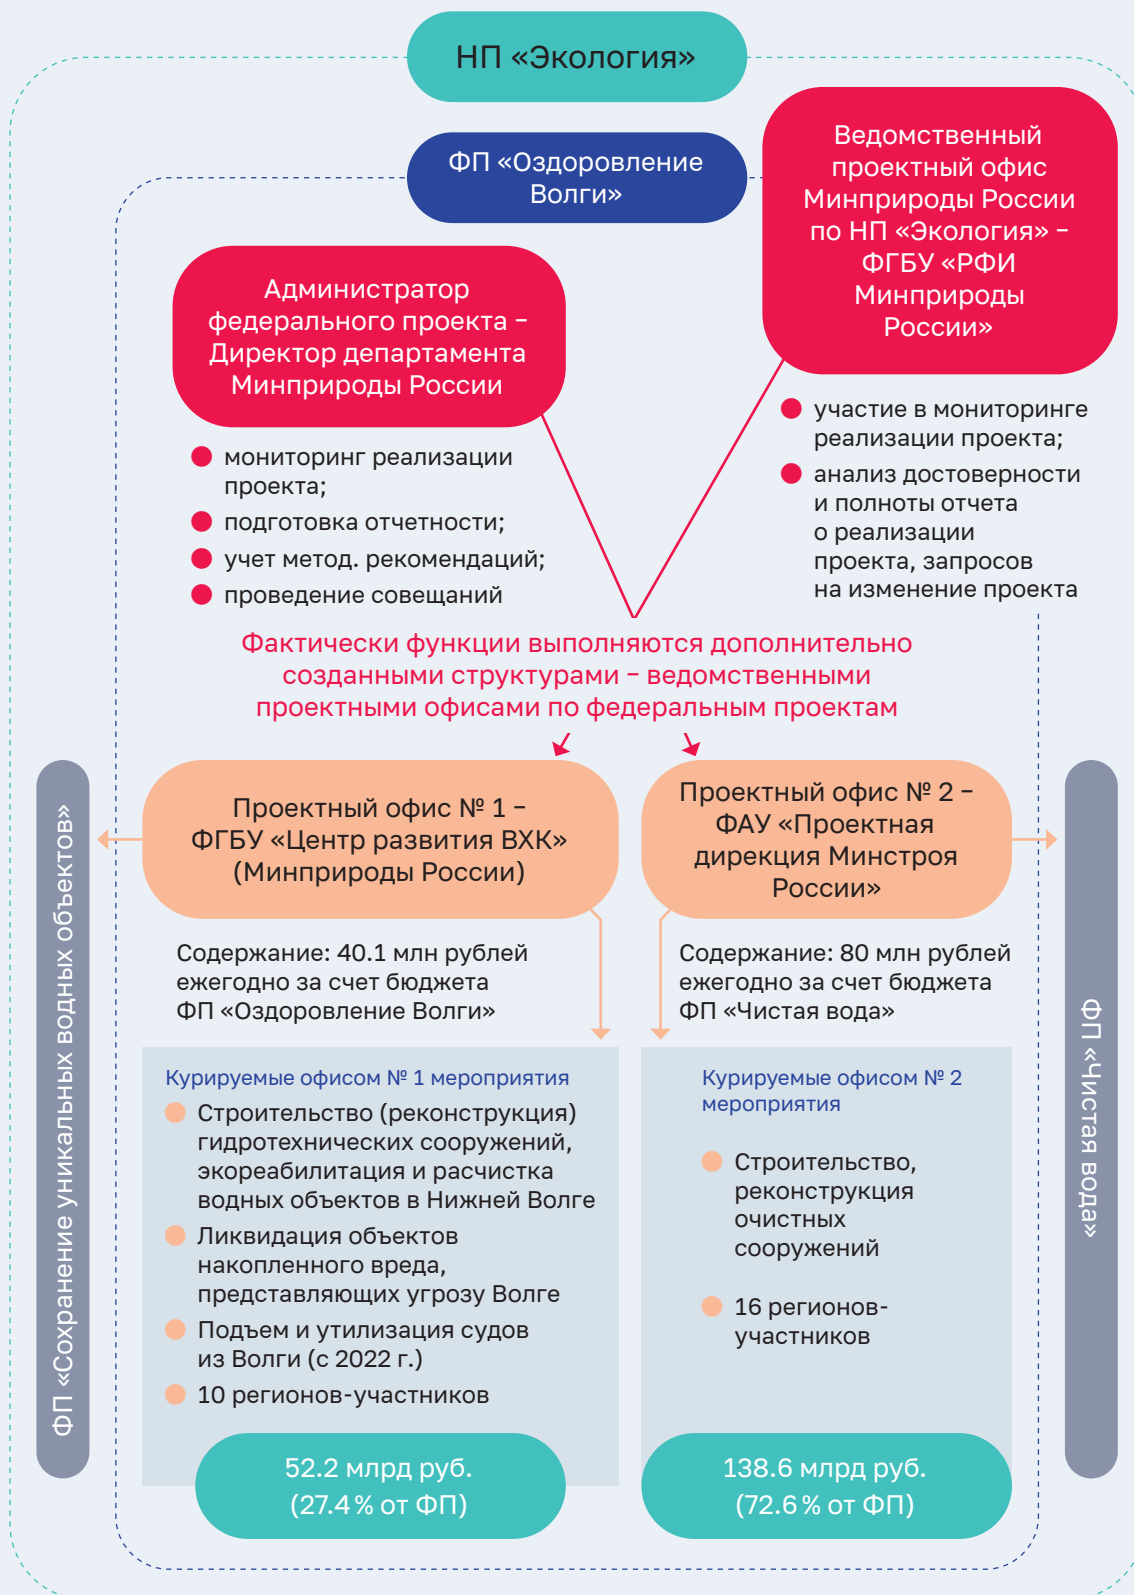 НП «Экология»
ФП «Оздоровление
Волги»
Ведомственный
проектный офис
Минприроды России
по НП «Экология» –
ФГБУ «РФИ
Минприроды
России»
Администратор
федерального проекта –
Директор департамента
Минприроды России
участие в мониторинге
реализации проекта;
анализ достоверности
и полноты отчета
о реализации
проекта, запросов
на изменение проекта
мониторинг реализации
проекта;
подготовка отчетности;
учет метод. рекомендаций;
проведение совещаний
Фактически функции выполняются дополнительно
созданными структурами – ведомственными
проектными офисами по федеральным проектам
ФП «Сохранение уникальных водных объектов»
Проектный офис № 1 –
ФГБУ «Центр развития ВХК»
(Минприроды России)
Содержание: 40.1 млн рублей
ежегодно за счет бюджета
ФП «Оздоровление Волги»
Курируемые офисом № 1 мероприятия
Строительство (реконструкция)
гидротехнических сооружений,
экореабилитация и расчистка
водных объектов в Нижней Волге
Ликвидация объектов
накопленного вреда,
представляющих угрозу Волге
Подъем и утилизация судов
из Волги (с 2022 г.)
10 регионов-участников
52.2 млрд руб.
(27.4 % от ФП)
Проектный офис № 2 –
ФАУ «Проектная
дирекция Минстроя
России»
Содержание: 80 млн рублей
ежегодно за счет бюджета
ФП «Чистая вода»
Курируемые офисом № 2
мероприятия
Строительство,
реконструкция
очистных
сооружений
16 регионов-
участников
138.6 млрд руб.
(72.6 % от ФП)
ФП «Чистая вода»